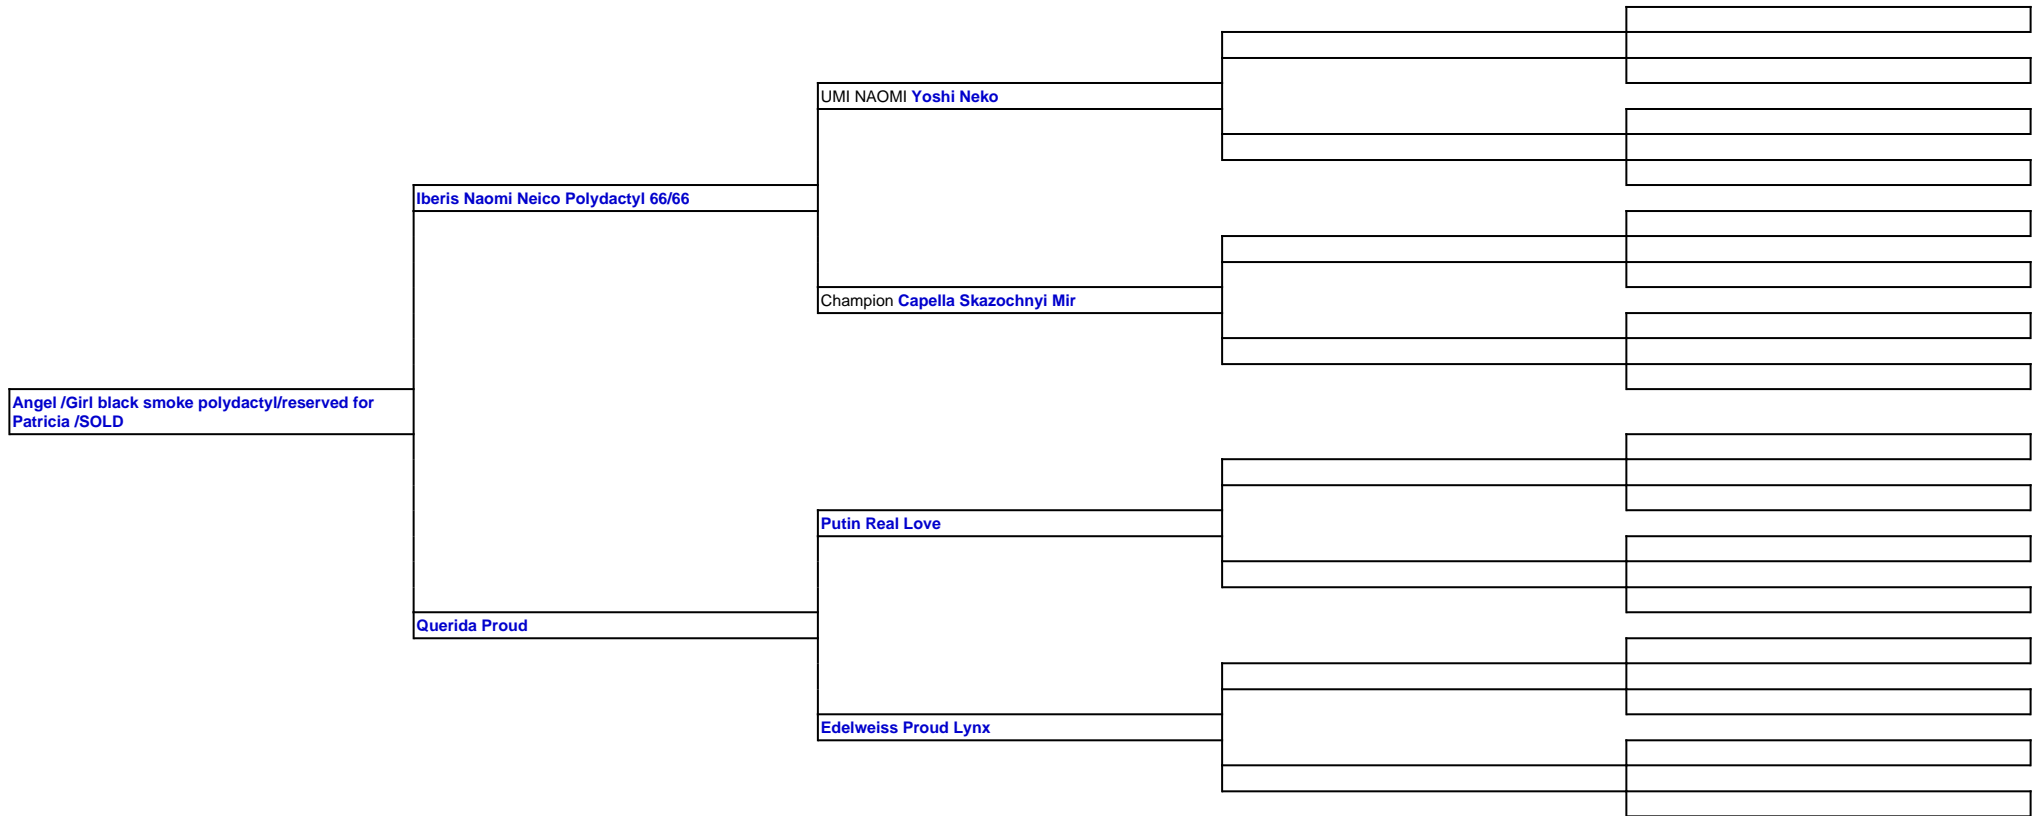 UMI NAOMI Yoshi Neko
Iberis Naomi Neico Polydactyl 66/66
Champion Capella Skazochnyi Mir
Angel /Girl black smoke polydactyl/reserved for
Patricia /SOLD
Putin Real Love
Querida Proud
Edelweiss Proud Lynx